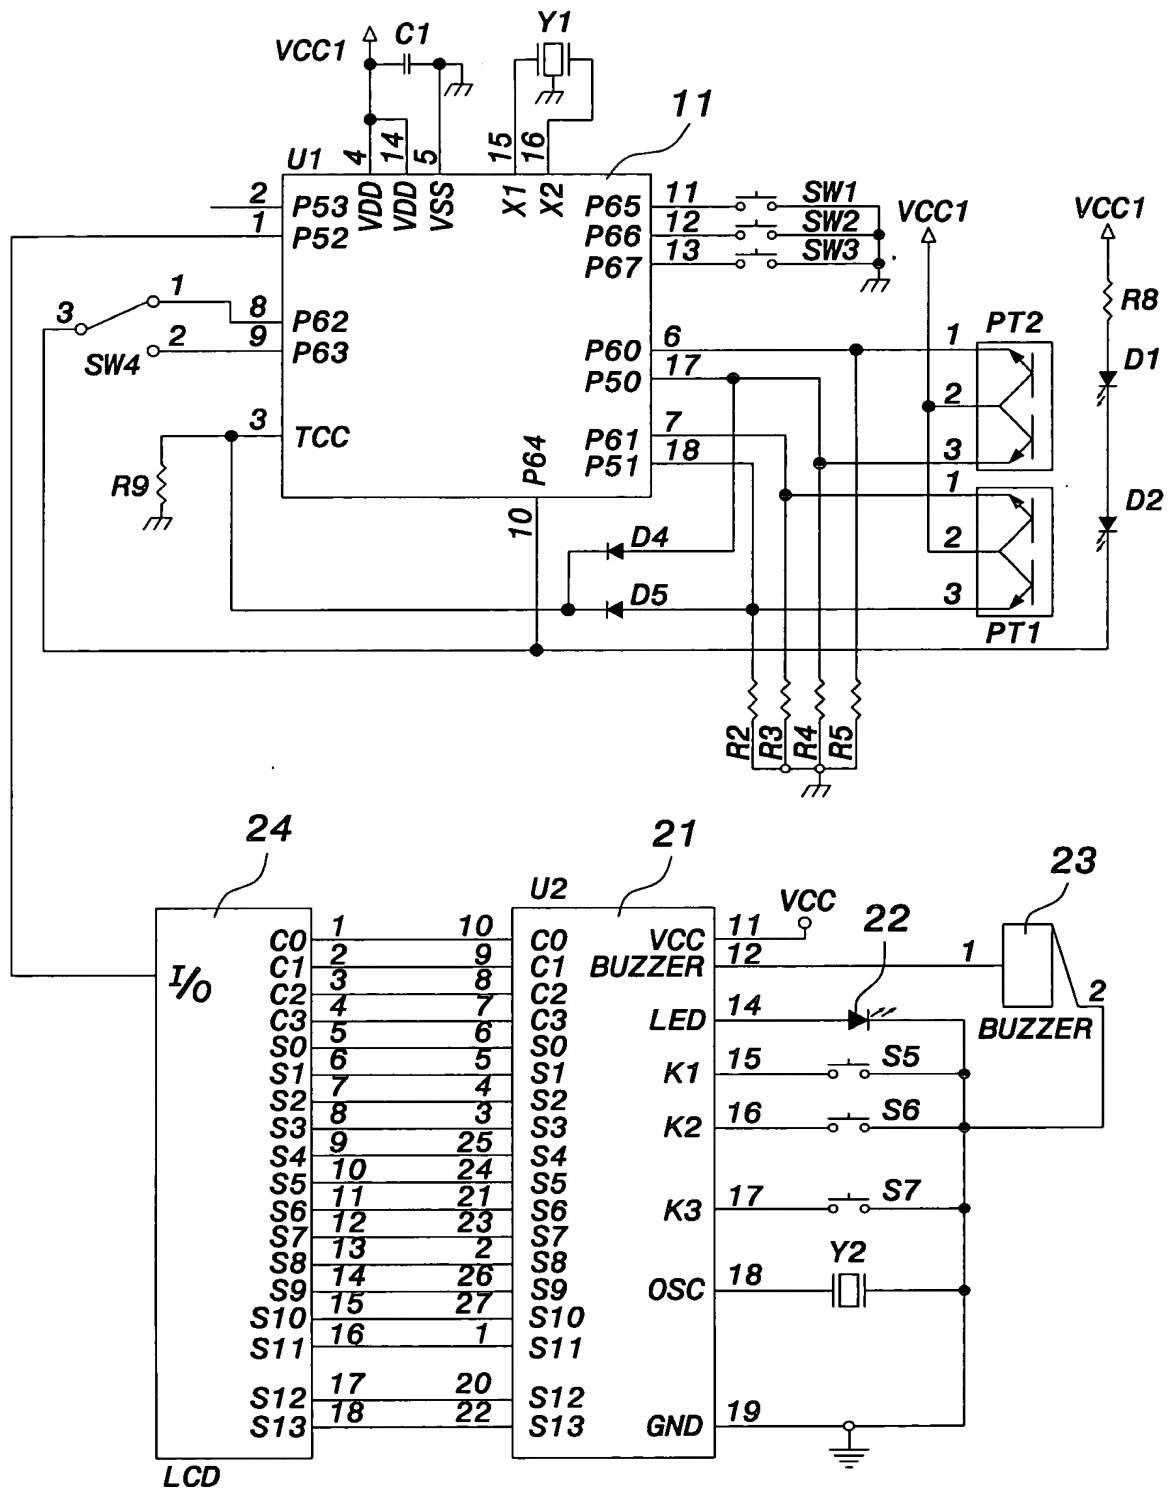 Y1
C1
VCC1
11
15
16
4
14
5
U1
VDD
VDD
VSS
X1
X2
2
P53
1
P52
P65
11
SW1
P66
12
SW2
P67
13
SW3
VCC1
VCC1
R8
1
3
8
P62
2
9
P63
SW4
P60
6
P50
17
1
PT2
2
3
D1
3
TCC
R9
P64
10
P61
7
P51
18
1
2
3
PT1
D2
D4
D5
R2
R3
R4
R5
24
21
23
U2
VCC
22
C0
1
10
C0
VCC
11
C1
2
9
C1
BUZZER
12
1
I/O
C2
3
8
C2
2
C3
4
7
C3
LED
14
BUZZER
S0
5
6
S0
S1
6
5
S1
K1
15
S5
S2
7
4
S2
S3
8
3
S3
K2
16
S6
S4
9
25
S4
S5
10
24
S5
S6
11
21
S6
K3
17
S7
S7
12
23
S7
S8
13
2
S8
Y2
S9
14
26
S9
OSC
18
S10
15
27
S10
S11
16
1
S11
S12
17
20
S12
S13
18
22
S13
GND
19
LCD